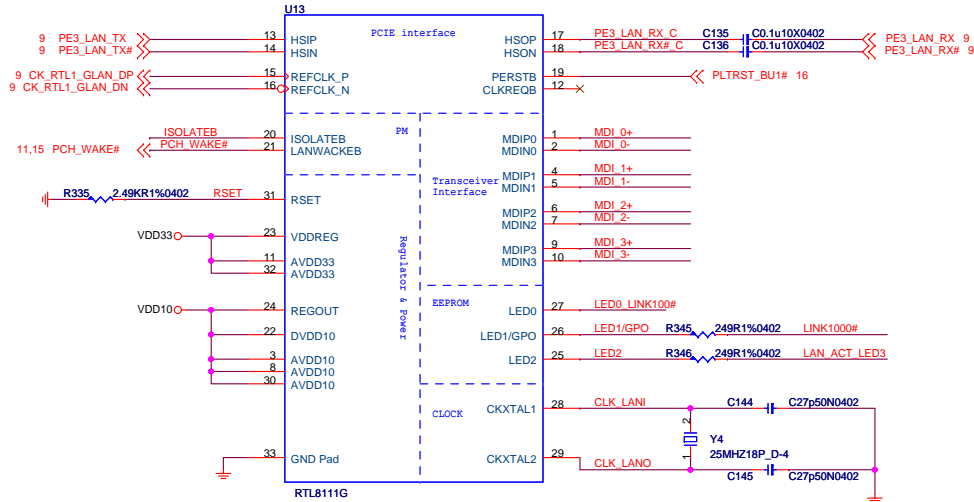 U13
PCIE interface
9 PE3_LAN_TX 13 HSIP
9 PE3_LAN_TX# 14 HSIN
HSOP 17 PE3_LAN_RX_C C135 C0.1u10X0402 PE3_LAN_RX 9
HSON 18 PE3_LAN_RX#_C C136 C0.1u10X0402 PE3_LAN_RX# 9
9 CK_RTL1_GLAN_DP 15 REFCLK_P
9 CK_RTL1_GLAN_DN 16 REFCLK_N
PERSTB 19 PLTRST_BU1# 16
CLKREQB 12
PM
ISOLATEB 20 ISOLATEB
11,15 PCH_WAKE# PCH_WAKE# 21 LANWACKEB
MDIP0 1 MDI_0+
MDIN0 2 MDI_0-
Transceiver
Interface
MDIP1 4 MDI_1+
MDIN1 5 MDI_1-
R335 2.49KR1%0402 RSET 31 RSET
MDIP2 6 MDI_2+
MDIN2 7 MDI_2-
VDD33 23 VDDREG
11 AVDD33
32 AVDD33
MDIP3 9 MDI_3+
MDIN3 10 MDI_3-
Regulator & Power
EEPROM
VDD10 24 REGOUT
22 DVDD10
3 AVDD10
8 AVDD10
30 AVDD10
LED0 27 LED0_LINK100#
LED1/GPO 26 LED1/GPO R345 249R1%0402 LINK1000#
LED2 25 LED2 R346 249R1%0402 LAN_ACT_LED3
CLOCK
CKXTAL1 28 CLK_LANI C144 C27p50N0402
2
Y4
25MHZ18P_D-4
1
33 GND Pad
CKXTAL2 29 CLK_LANO C145 C27p50N0402
RTL8111G